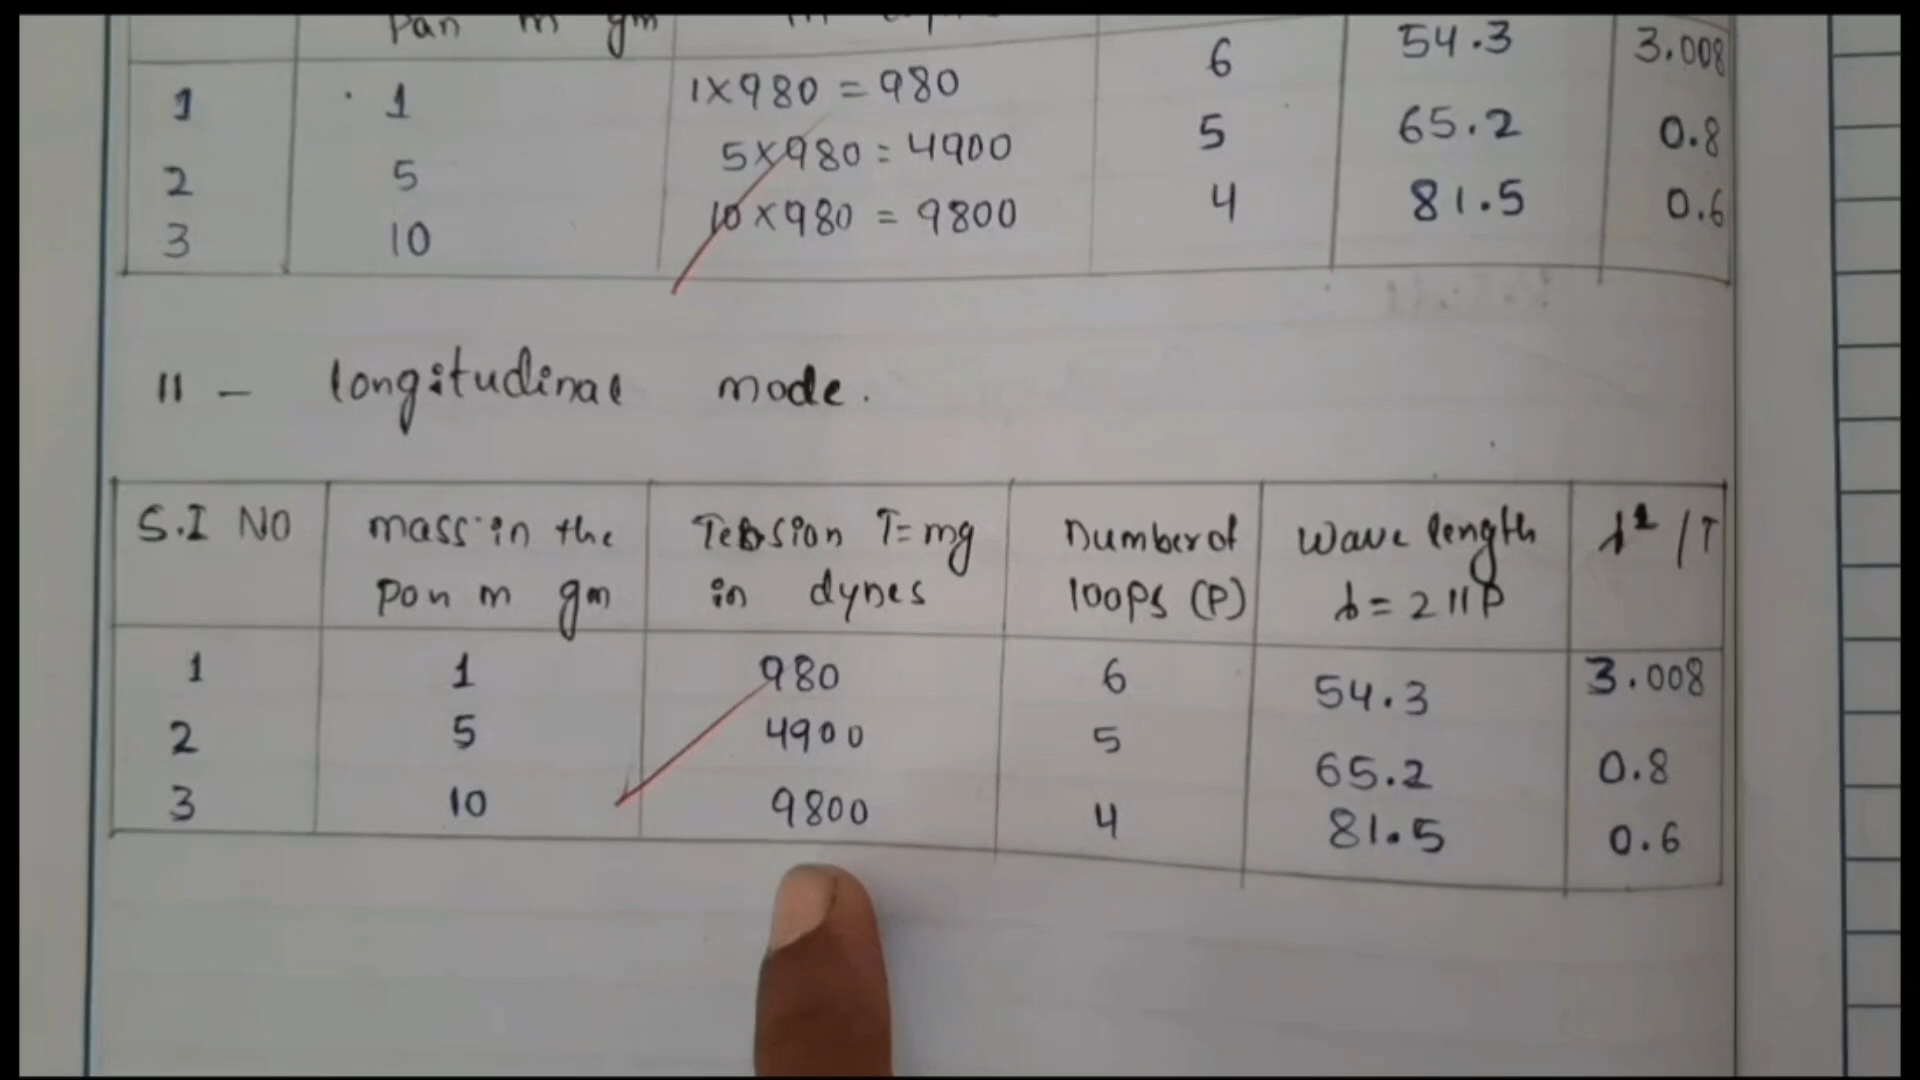 Pan m gm
1 1 1×980 = 980 6 54.3 3.008
2 5 5×980 = 4900 5 65.2 0.8
3 10 10×980 = 9800 4 81.5 0.6
II - longitudinal mode.
S.I NO mass in the Tension T=mg Number of wave length λ²/T
Pan m gm in dynes loops (P) λ = 2 l/P
1 1 980 6 54.3 3.008
2 5 4900 5 65.2 0.8
3 10 9800 4 81.5 0.6